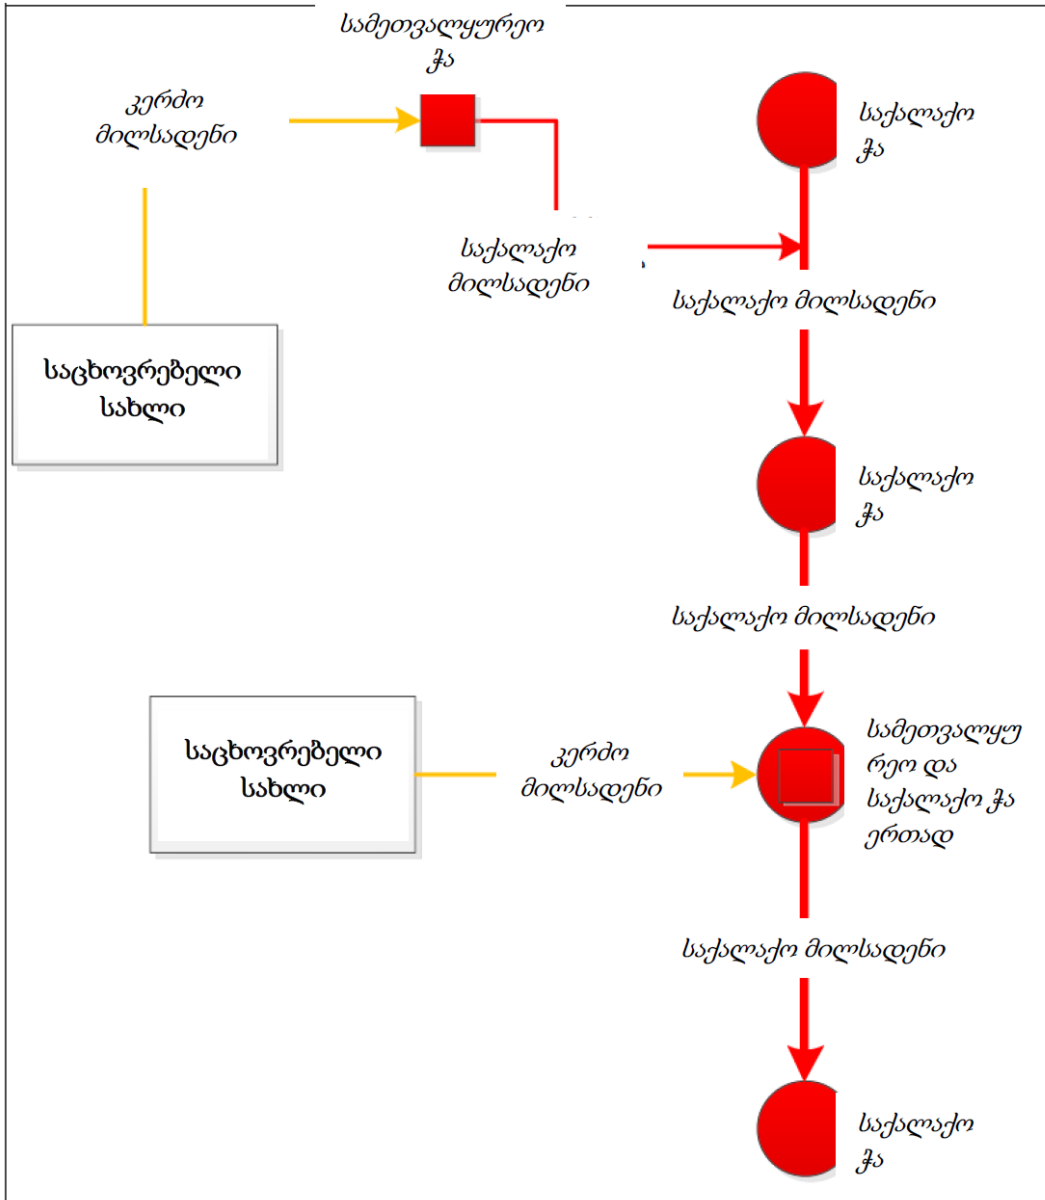 სამეთვალყურეო
ჭა
კერძო
მილსადენი
საქალაქო
ჭა
საქალაქო
მილსადენი
საქალაქო მილსადენი
საცხოვრებელი
სახლი
საქალაქო
ჭა
საქალაქო მილსადენი
საცხოვრებელი
სახლი
კერძო
მილსადენი
სამეთვალყუ
რეო და
საქალაქო ჭა
ერთად
საქალაქო მილსადენი
საქალაქო
ჭა